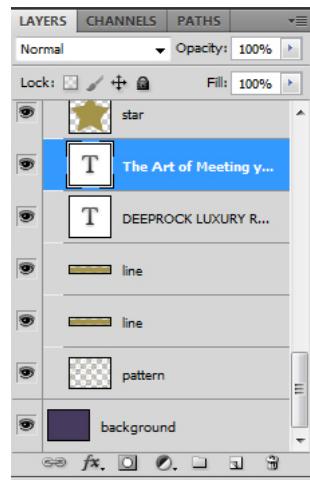 LAYERS CHANNELS PATHS
Normal Opacity: 100%
Lock: Fill: 100%
star
T The Art of Meeting y...
T DEEPROCK LUXURY R...
line
line
pattern
background
fx.